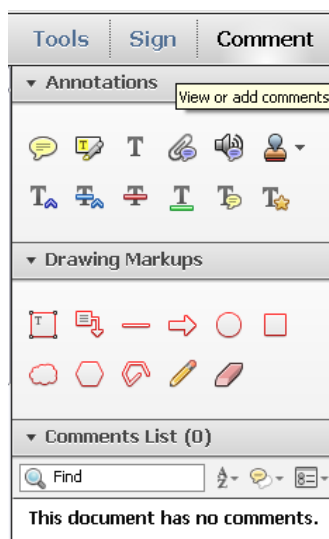 Tools Sign Comment
Annotations
View or add comments
Drawing Markups
Comments List (0)
Find
This document has no comments.